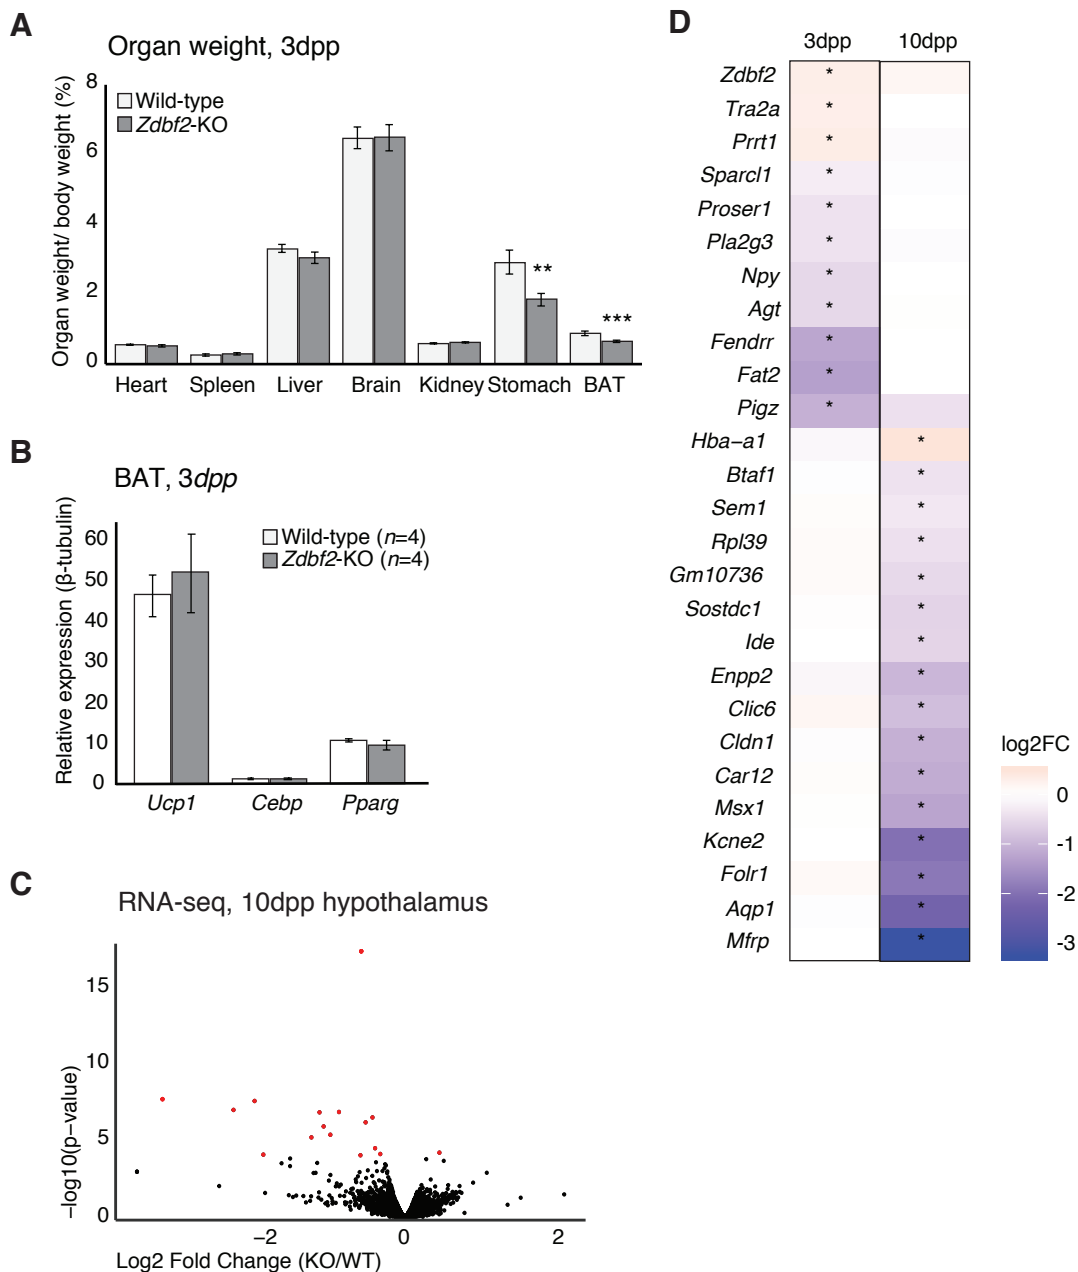 A
Organ weight, 3dpp
Organ weight/ body weight (%)
8
6
4
2
0
Wild-type
Zdbf2-KO
**
***
Heart Spleen Liver Brain Kidney Stomach BAT
B
BAT, 3dpp
Relative expression (β-tubulin)
60
50
40
30
20
10
0
Wild-type (n=4)
Zdbf2-KO (n=4)
Ucp1 Cebp Pparg
C
RNA-seq, 10dpp hypothalamus
−log10(p−value)
15
10
5
0
−2 0 2
Log2 Fold Change (KO/WT)
D
3dpp 10dpp
Zdbf2 *
Tra2a *
Prrt1 *
Sparcl1 *
Proser1 *
Pla2g3 *
Npy *
Agt *
Fendrr *
Fat2 *
Pigz *
Hba−a1 *
Btaf1 *
Sem1 *
Rpl39 *
Gm10736 *
Sostdc1 *
Ide *
Enpp2 *
Clic6 *
Cldn1 *
Car12 *
Msx1 *
Kcne2 *
Folr1 *
Aqp1 *
Mfrp *
log2FC
0
-1
-2
-3